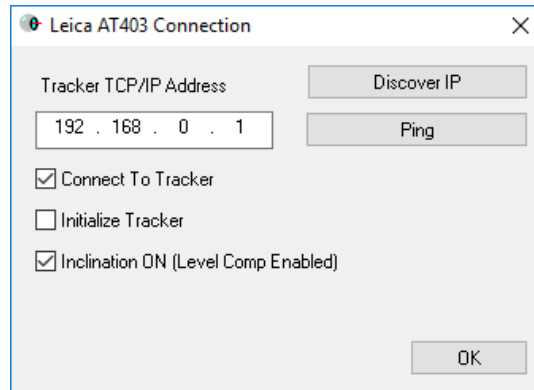 Leica AT403 Connection
Tracker TCP/IP Address
Discover IP
192 . 168 . 0 . 1
Ping
Connect To Tracker
Initialize Tracker
Inclination ON (Level Comp Enabled)
OK